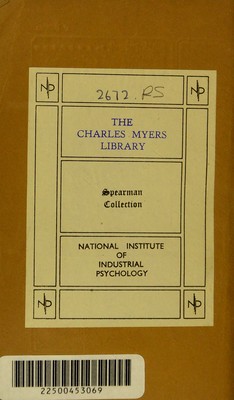 2672 RS
THE
CHARLES MYERS
LIBRARY
Spearman
Collection
NATIONAL INSTITUTE
OF
INDUSTRIAL
PSYCHOLOGY
22500453069